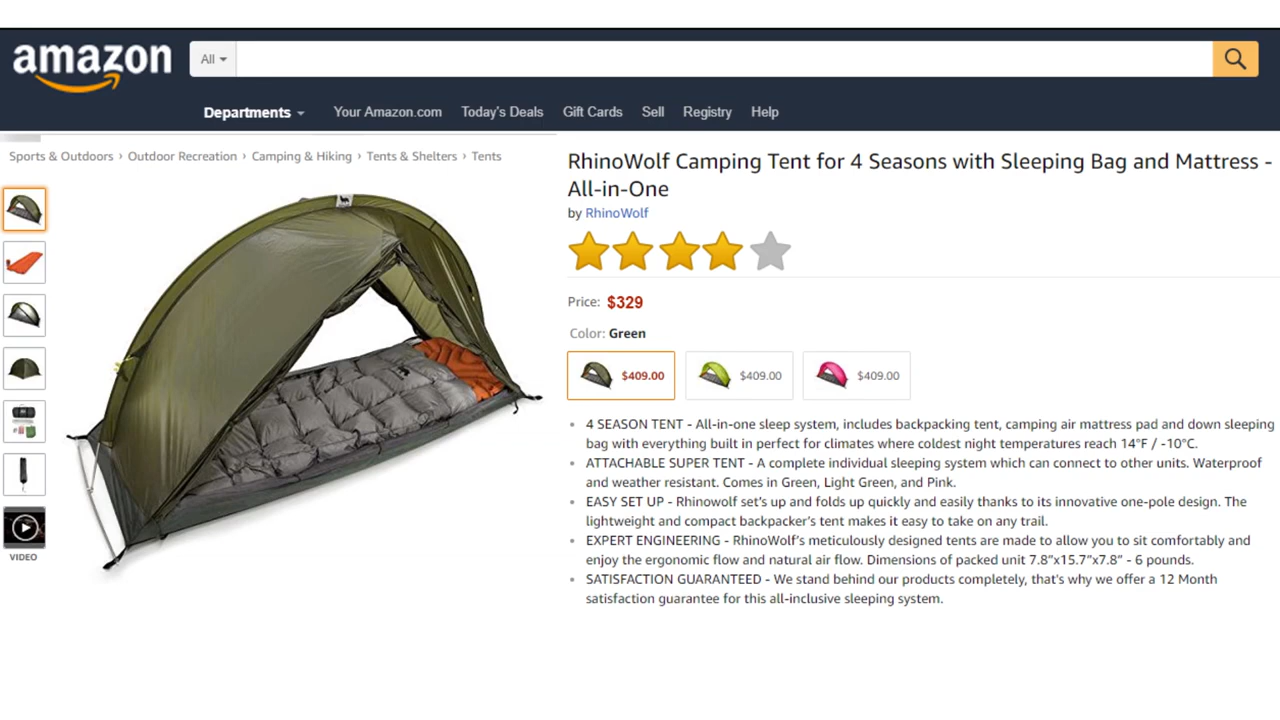 amazon
All
Departments Your Amazon.com Today's Deals Gift Cards Sell Registry Help
Sports & Outdoors › Outdoor Recreation › Camping & Hiking › Tents & Shelters › Tents
RhinoWolf Camping Tent for 4 Seasons with Sleeping Bag and Mattress -
All-in-One
by RhinoWolf
Price: $329
Color: Green
$409.00 $409.00 $409.00
4 SEASON TENT - All-in-one sleep system, includes backpacking tent, camping air mattress pad and down sleeping
bag with everything built in perfect for climates where coldest night temperatures reach 14°F / -10°C.
ATTACHABLE SUPER TENT - A complete individual sleeping system which can connect to other units. Waterproof
and weather resistant. Comes in Green, Light Green, and Pink.
EASY SET UP - Rhinowolf set's up and folds up quickly and easily thanks to its innovative one-pole design. The
lightweight and compact backpacker's tent makes it easy to take on any trail.
EXPERT ENGINEERING - RhinoWolf's meticulously designed tents are made to allow you to sit comfortably and
enjoy the ergonomic flow and natural air flow. Dimensions of packed unit 7.8"x15.7"x7.8" - 6 pounds.
SATISFACTION GUARANTEED - We stand behind our products completely, that's why we offer a 12 Month
satisfaction guarantee for this all-inclusive sleeping system.
VIDEO